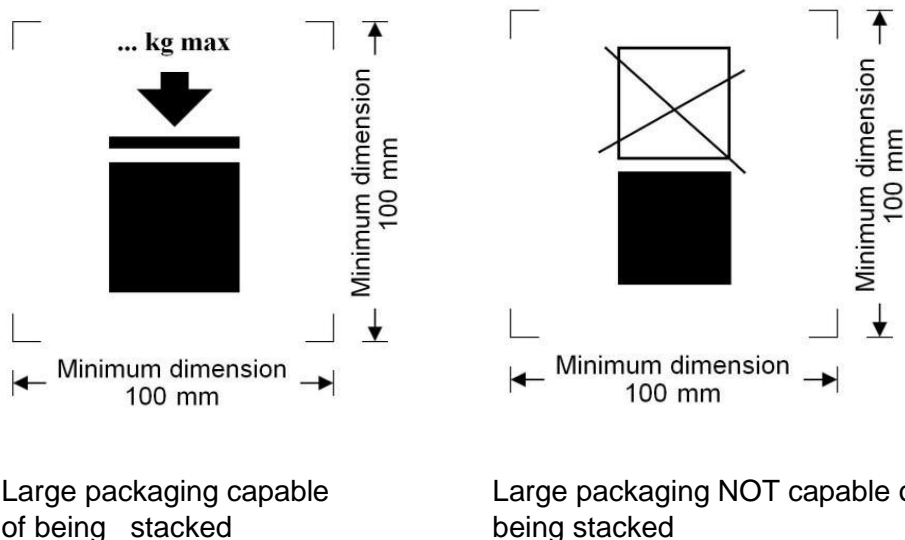 ... kg max
Minimum dimension
100 mm
Minimum dimension
100 mm
Large packaging capable
of being stacked
Minimum dimension
100 mm
Minimum dimension
100 mm
Large packaging NOT capable
being stacked